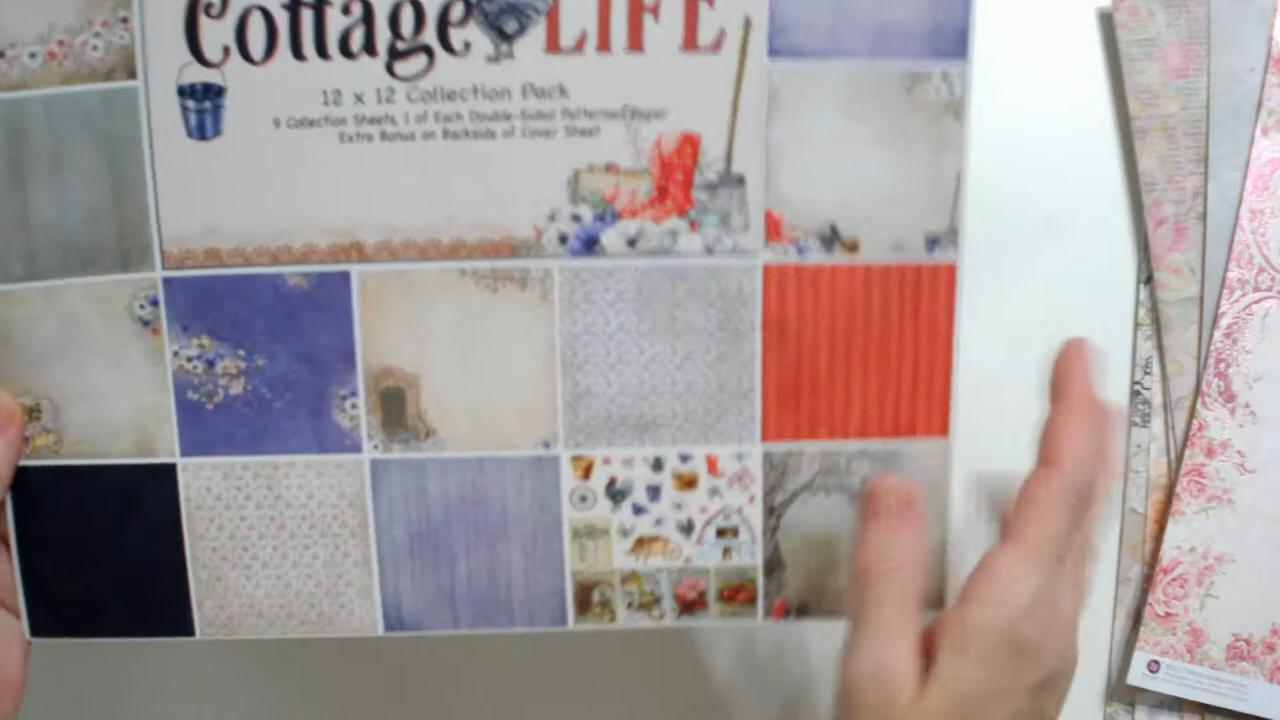 Cottage LIFE
12 x 12 Collection Pack
9 Collection Sheets, 1 of Each Double-Sided Patterned Paper
Extra Bonus on Backside of Cover Sheet